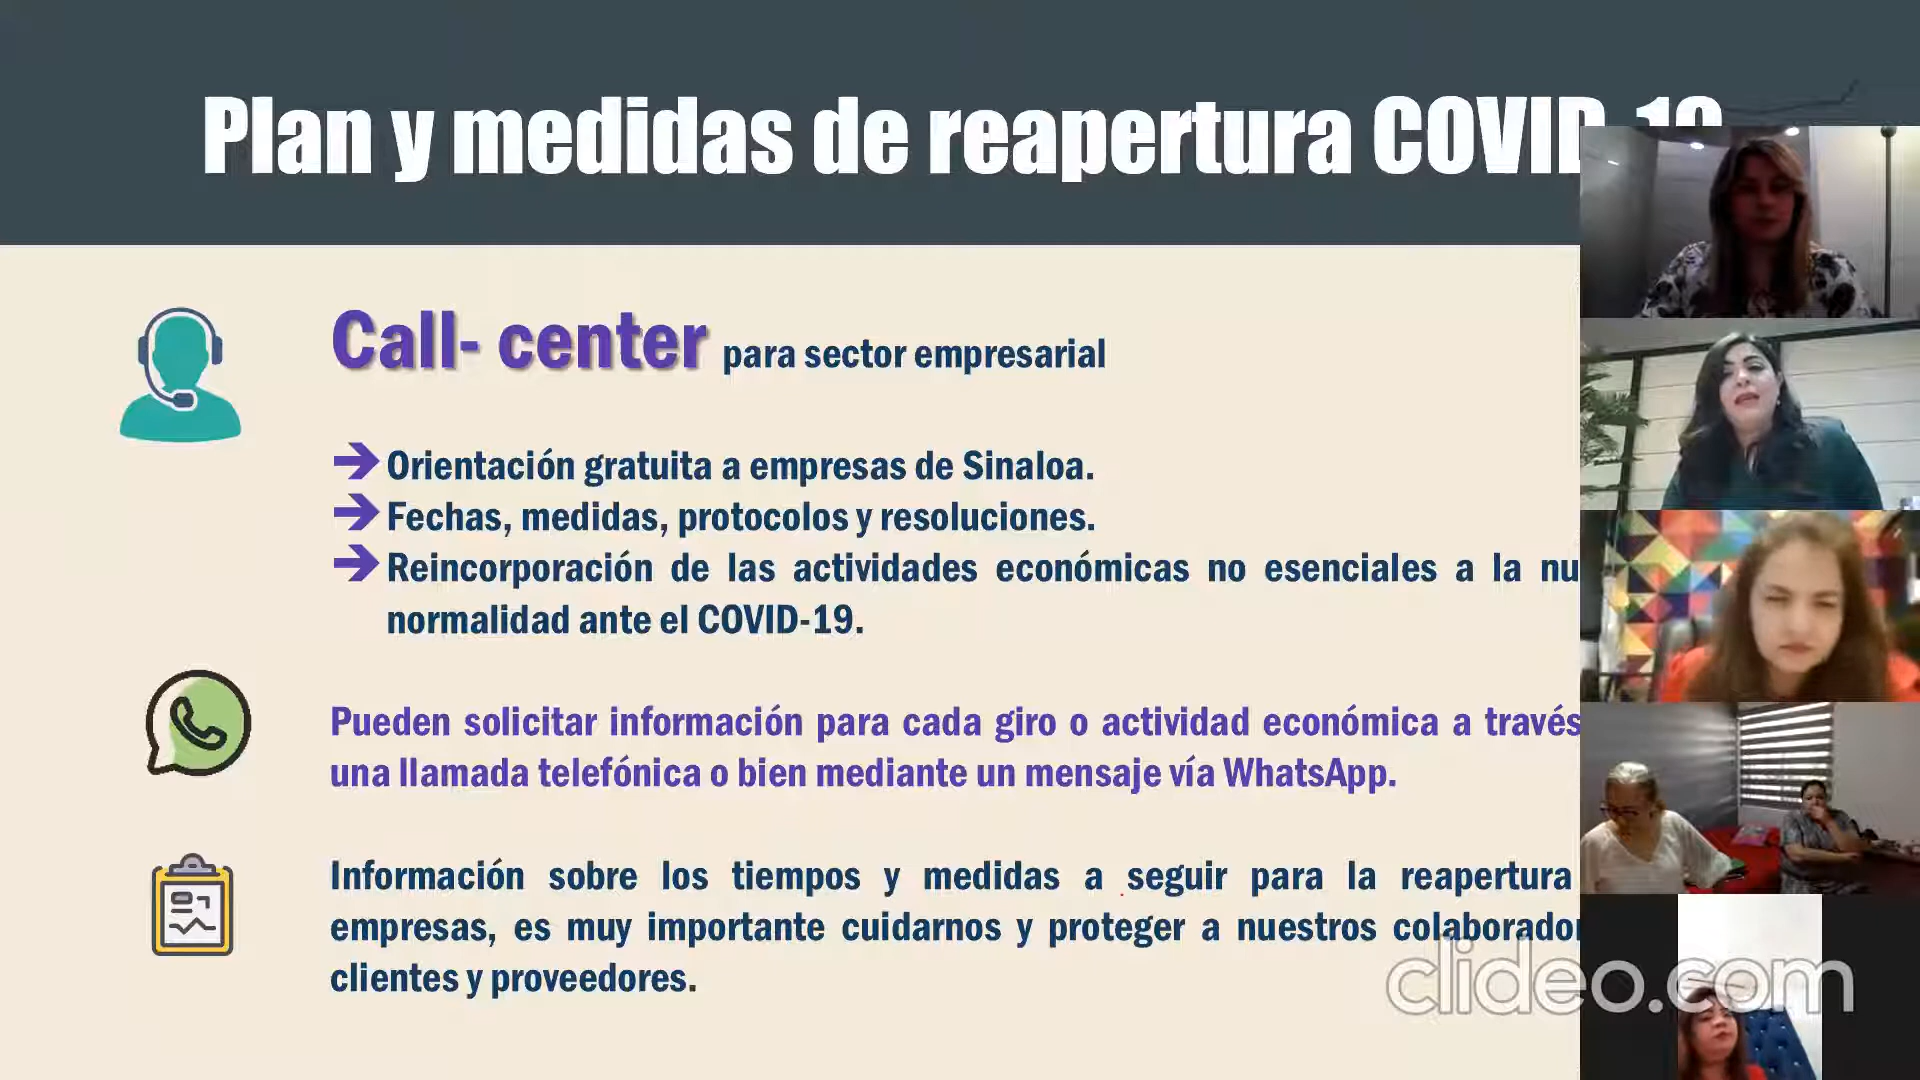 Plan y medidas de reapertura COVID-19
Call- center para sector empresarial
Orientación gratuita a empresas de Sinaloa.
Fechas, medidas, protocolos y resoluciones.
Reincorporación de las actividades económicas no esenciales a la nu
normalidad ante el COVID-19.
Pueden solicitar información para cada giro o actividad económica a través
una llamada telefónica o bien mediante un mensaje vía WhatsApp.
Información sobre los tiempos y medidas a seguir para la reapertura
empresas, es muy importante cuidarnos y proteger a nuestros colaborador
clientes y proveedores.
clideo.com